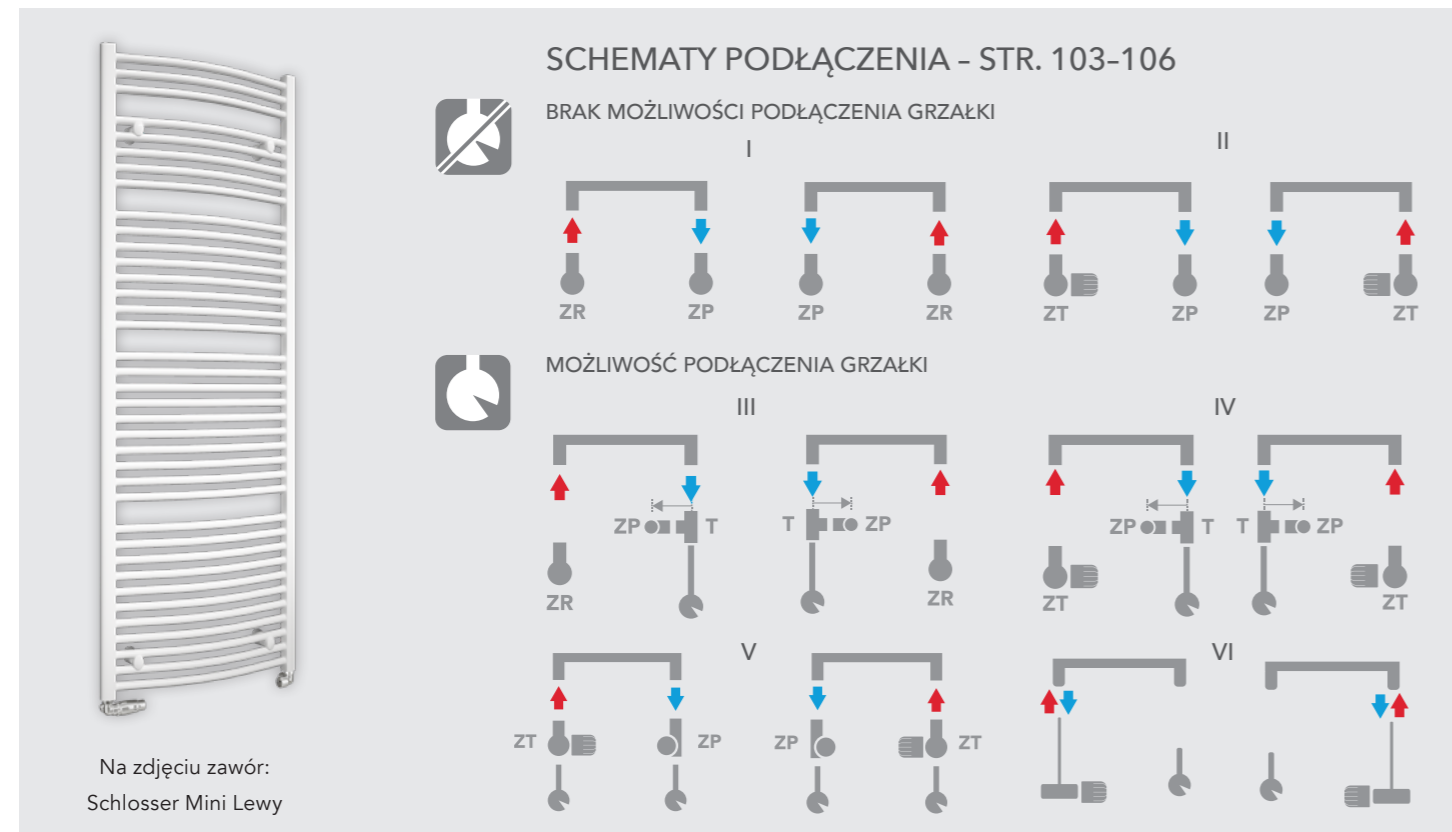 SCHEMATY PODŁĄCZENIA – STR. 103–106
BRAK MOŻLIWOŚCI PODŁĄCZENIA GRZAŁKI
I
II
ZR ZP ZP ZR ZT ZP ZP ZT
MOŻLIWOŚĆ PODŁĄCZENIA GRZAŁKI
III
IV
ZP T T ZP ZP T T ZP
ZR ZR ZT ZT
V
VI
ZT ZP ZP ZT
Na zdjęciu zawór:
Schlosser Mini Lewy